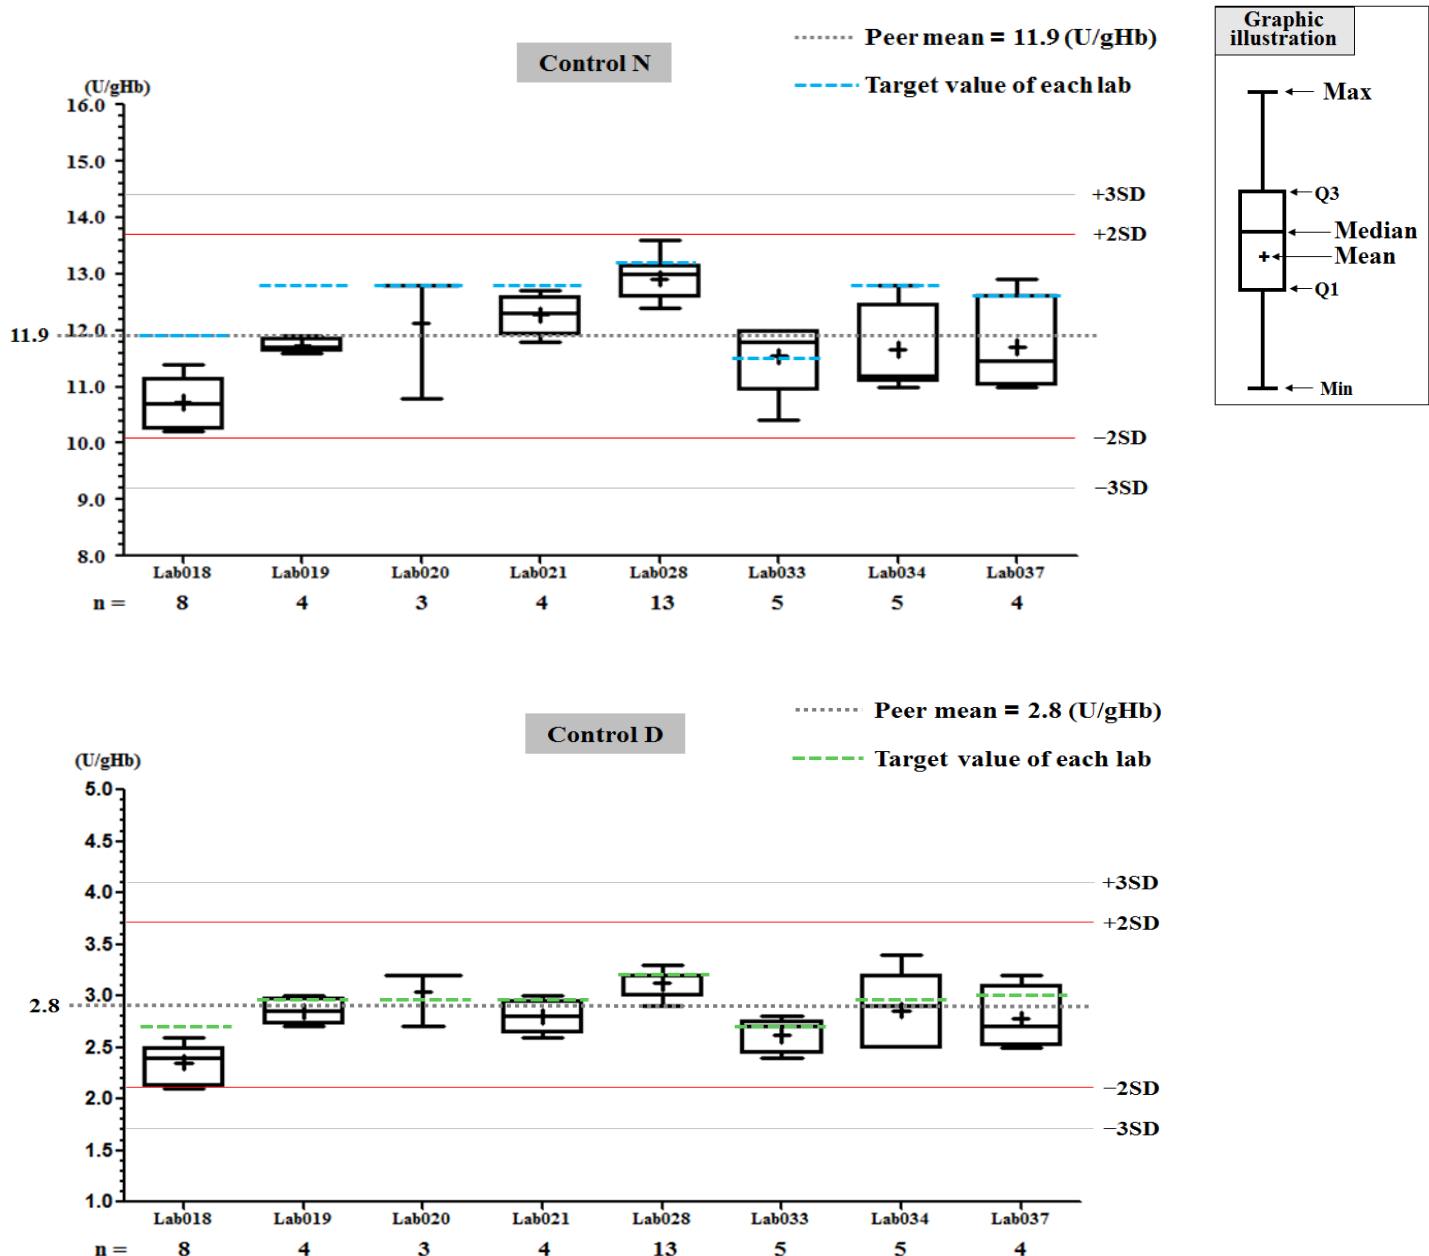 Control N
Peer mean = 11.9 (U/gHb)
Target value of each lab
(U/gHb)
16.0
15.0
14.0
13.0
12.0
11.9
11.0
10.0
9.0
8.0
+3SD
+2SD
−2SD
−3SD
Lab018 Lab019 Lab020 Lab021 Lab028 Lab033 Lab034 Lab037
n = 8 4 3 4 13 5 5 4
Graphic
illustration
Max
Q3
Median
Mean
Q1
Min
Control D
Peer mean = 2.8 (U/gHb)
Target value of each lab
(U/gHb)
5.0
4.5
4.0
3.5
3.0
2.8
2.5
2.0
1.5
1.0
+3SD
+2SD
−2SD
−3SD
Lab018 Lab019 Lab020 Lab021 Lab028 Lab033 Lab034 Lab037
n = 8 4 3 4 13 5 5 4